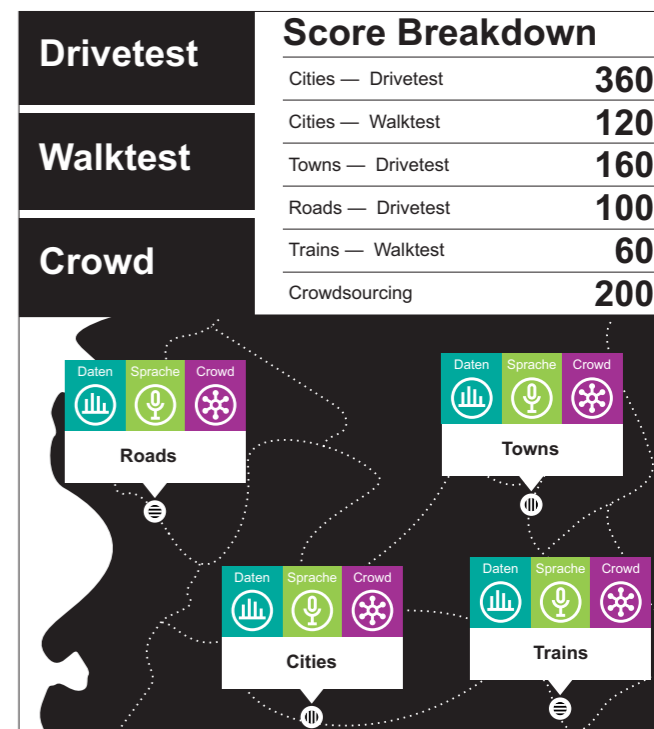 Drivetest
Walktest
Crowd
Score Breakdown
Cities — Drivetest 360
Cities — Walktest 120
Towns — Drivetest 160
Roads — Drivetest 100
Trains — Walktest 60
Crowdsourcing 200
Daten Sprache Crowd
Roads
Daten Sprache Crowd
Towns
Daten Sprache Crowd
Cities
Daten Sprache Crowd
Trains